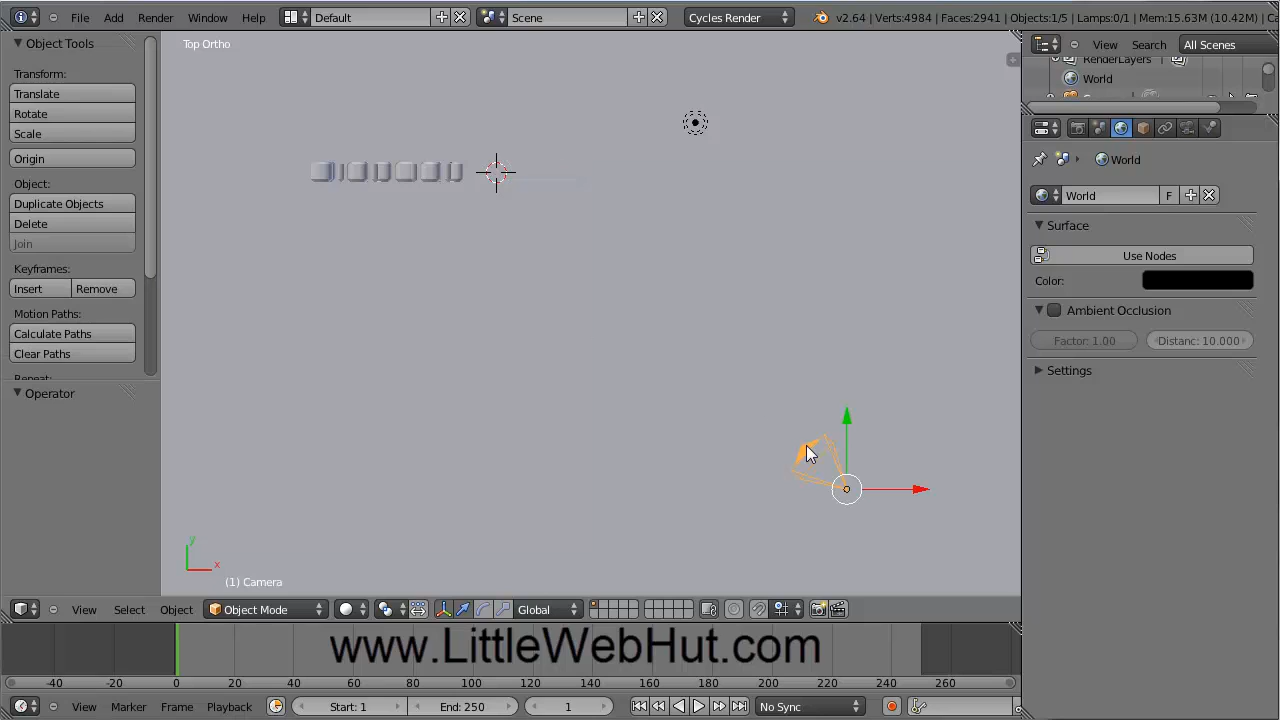 File Add Render Window Help Default Scene Cycles Render v2.64 | Verts:4984 | Faces:2941 | Objects:1/5 | Lamps:0/1 | Mem:15.63M (10.42M) |
Object Tools
Transform:
Translate
Rotate
Scale
Origin
Object:
Duplicate Objects
Delete
Join
Keyframes:
Insert Remove
Motion Paths:
Calculate Paths
Clear Paths
Repeat:
Operator
Top Ortho
y
x
(1) Camera
View Search All Scenes
RenderLayers
World
World
World F
Surface
Use Nodes
Color:
Ambient Occlusion
Factor: 1.00 Distanc: 10.000
Settings
View Select Object Object Mode Global
www.LittleWebHut.com
-40 -20 0 20 40 60 80 100 120 140 160 180 200 220 240 260
View Marker Frame Playback Start: 1 End: 250 1 No Sync